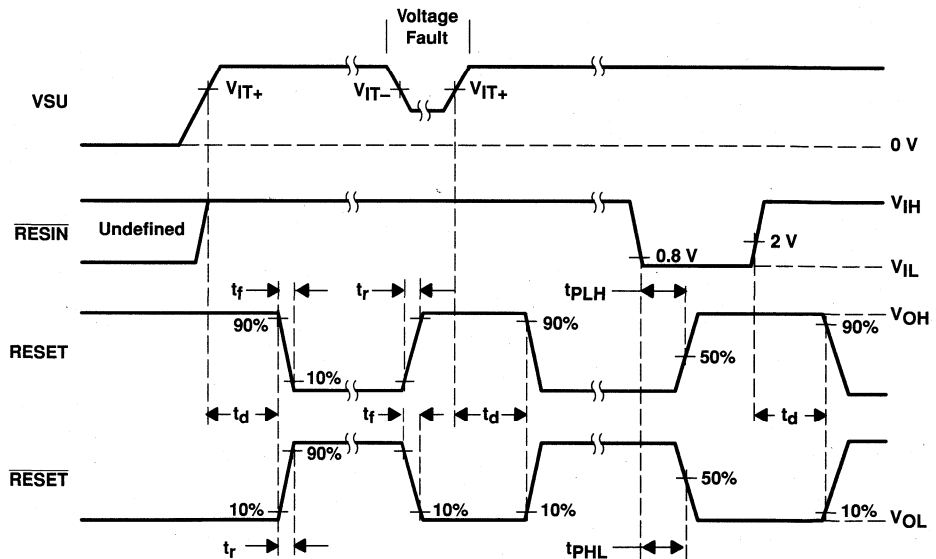 Voltage
Fault
VSU
VIT+
VIT–
VIT+
0 V
RESIN
Undefined
VIH
0.8 V
2 V
VIL
tf
tr
tPLH
VOH
RESET
90%
90%
90%
10%
50%
td
tf
td
td
RESET
90%
50%
10%
10%
10%
10%
VOL
tr
tPHL